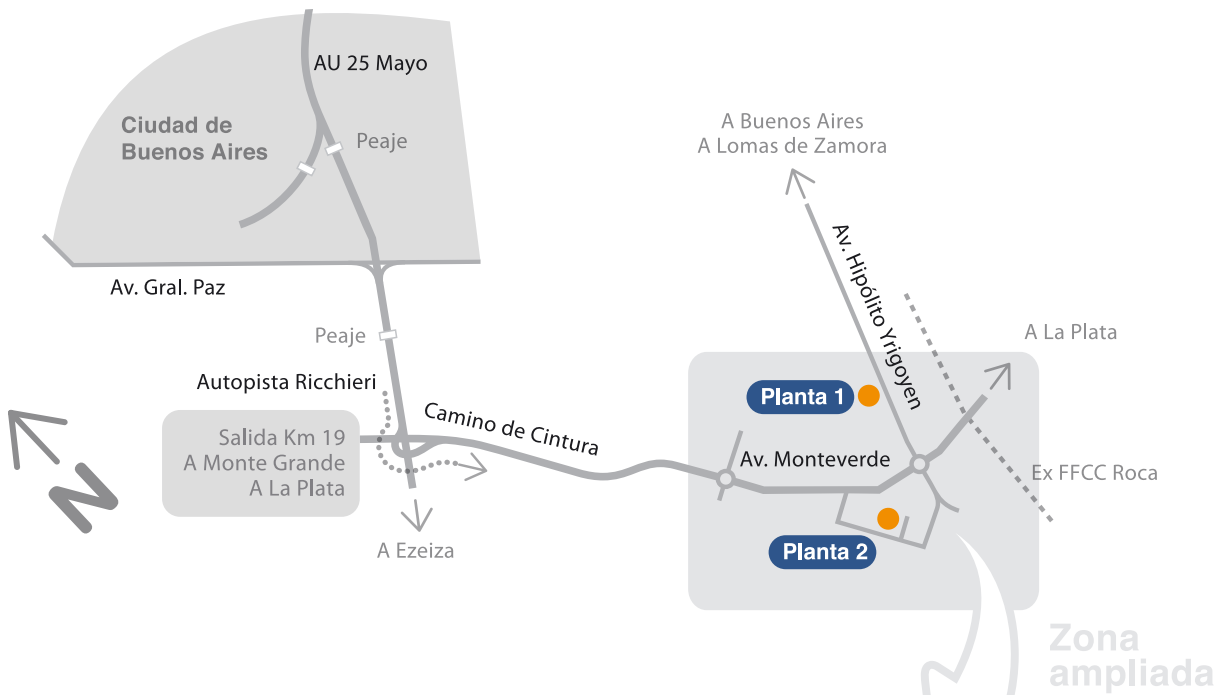 AU 25 Mayo
Ciudad de
Buenos Aires
Peaje
Av. Gral. Paz
Peaje
Autopista Ricchieri
Salida Km 19
A Monte Grande
A La Plata
A Ezeiza
Camino de Cintura
A Buenos Aires
A Lomas de Zamora
Av. Hipólito Yrigoyen
A La Plata
Planta 1
Av. Monteverde
Ex FFCC Roca
Planta 2
N
Zona
ampliada